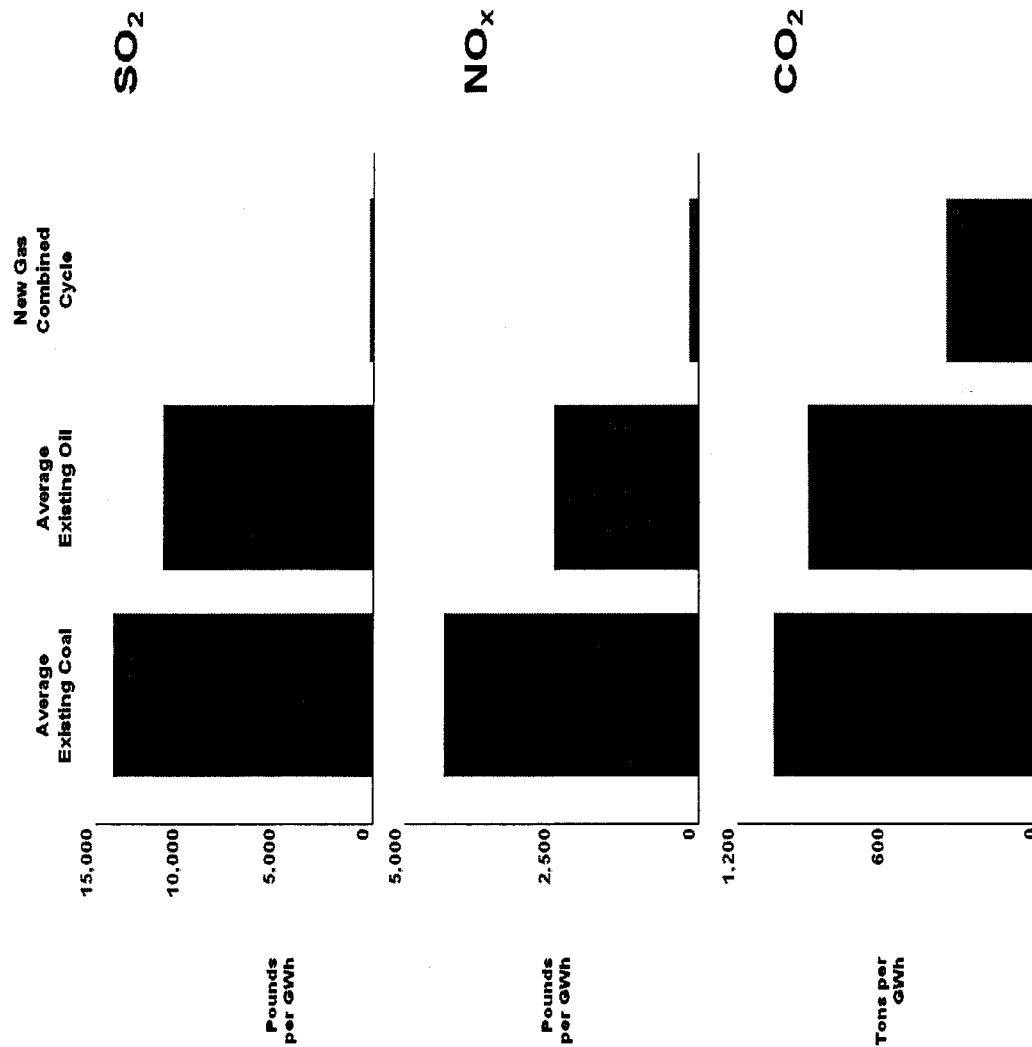 SO2
15,000
10,000
5,000
0
Pounds
per GWh
NOx
5,000
2,500
0
Pounds
per GWh
CO2
1,200
600
0
Tons per
GWh
Average
Existing Coal
Average
Existing Oil
New Gas
Combined
Cycle